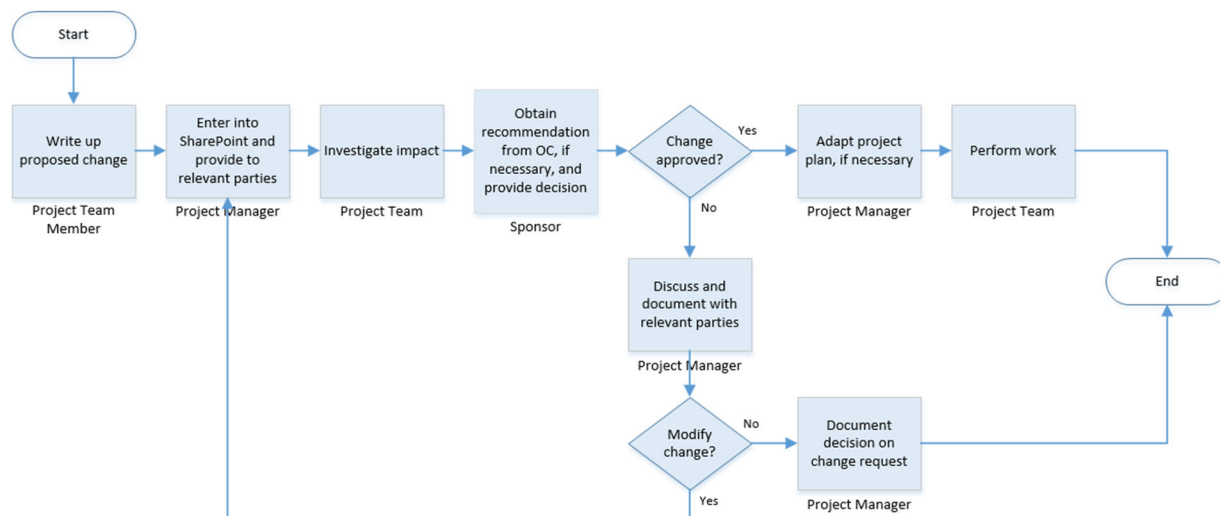 Start
Write up
proposed change
Project Team
Member
Enter into
SharePoint and
provide to
relevant parties
Project Manager
Investigate impact
Project Team
Obtain
recommendation
from OC, if
necessary, and
provide decision
Sponsor
Change
approved?
Yes
No
Adapt project
plan, if necessary
Project Manager
Perform work
Project Team
End
Discuss and
document with
relevant parties
Project Manager
Modify
change?
No
Yes
Document
decision on
change request
Project Manager